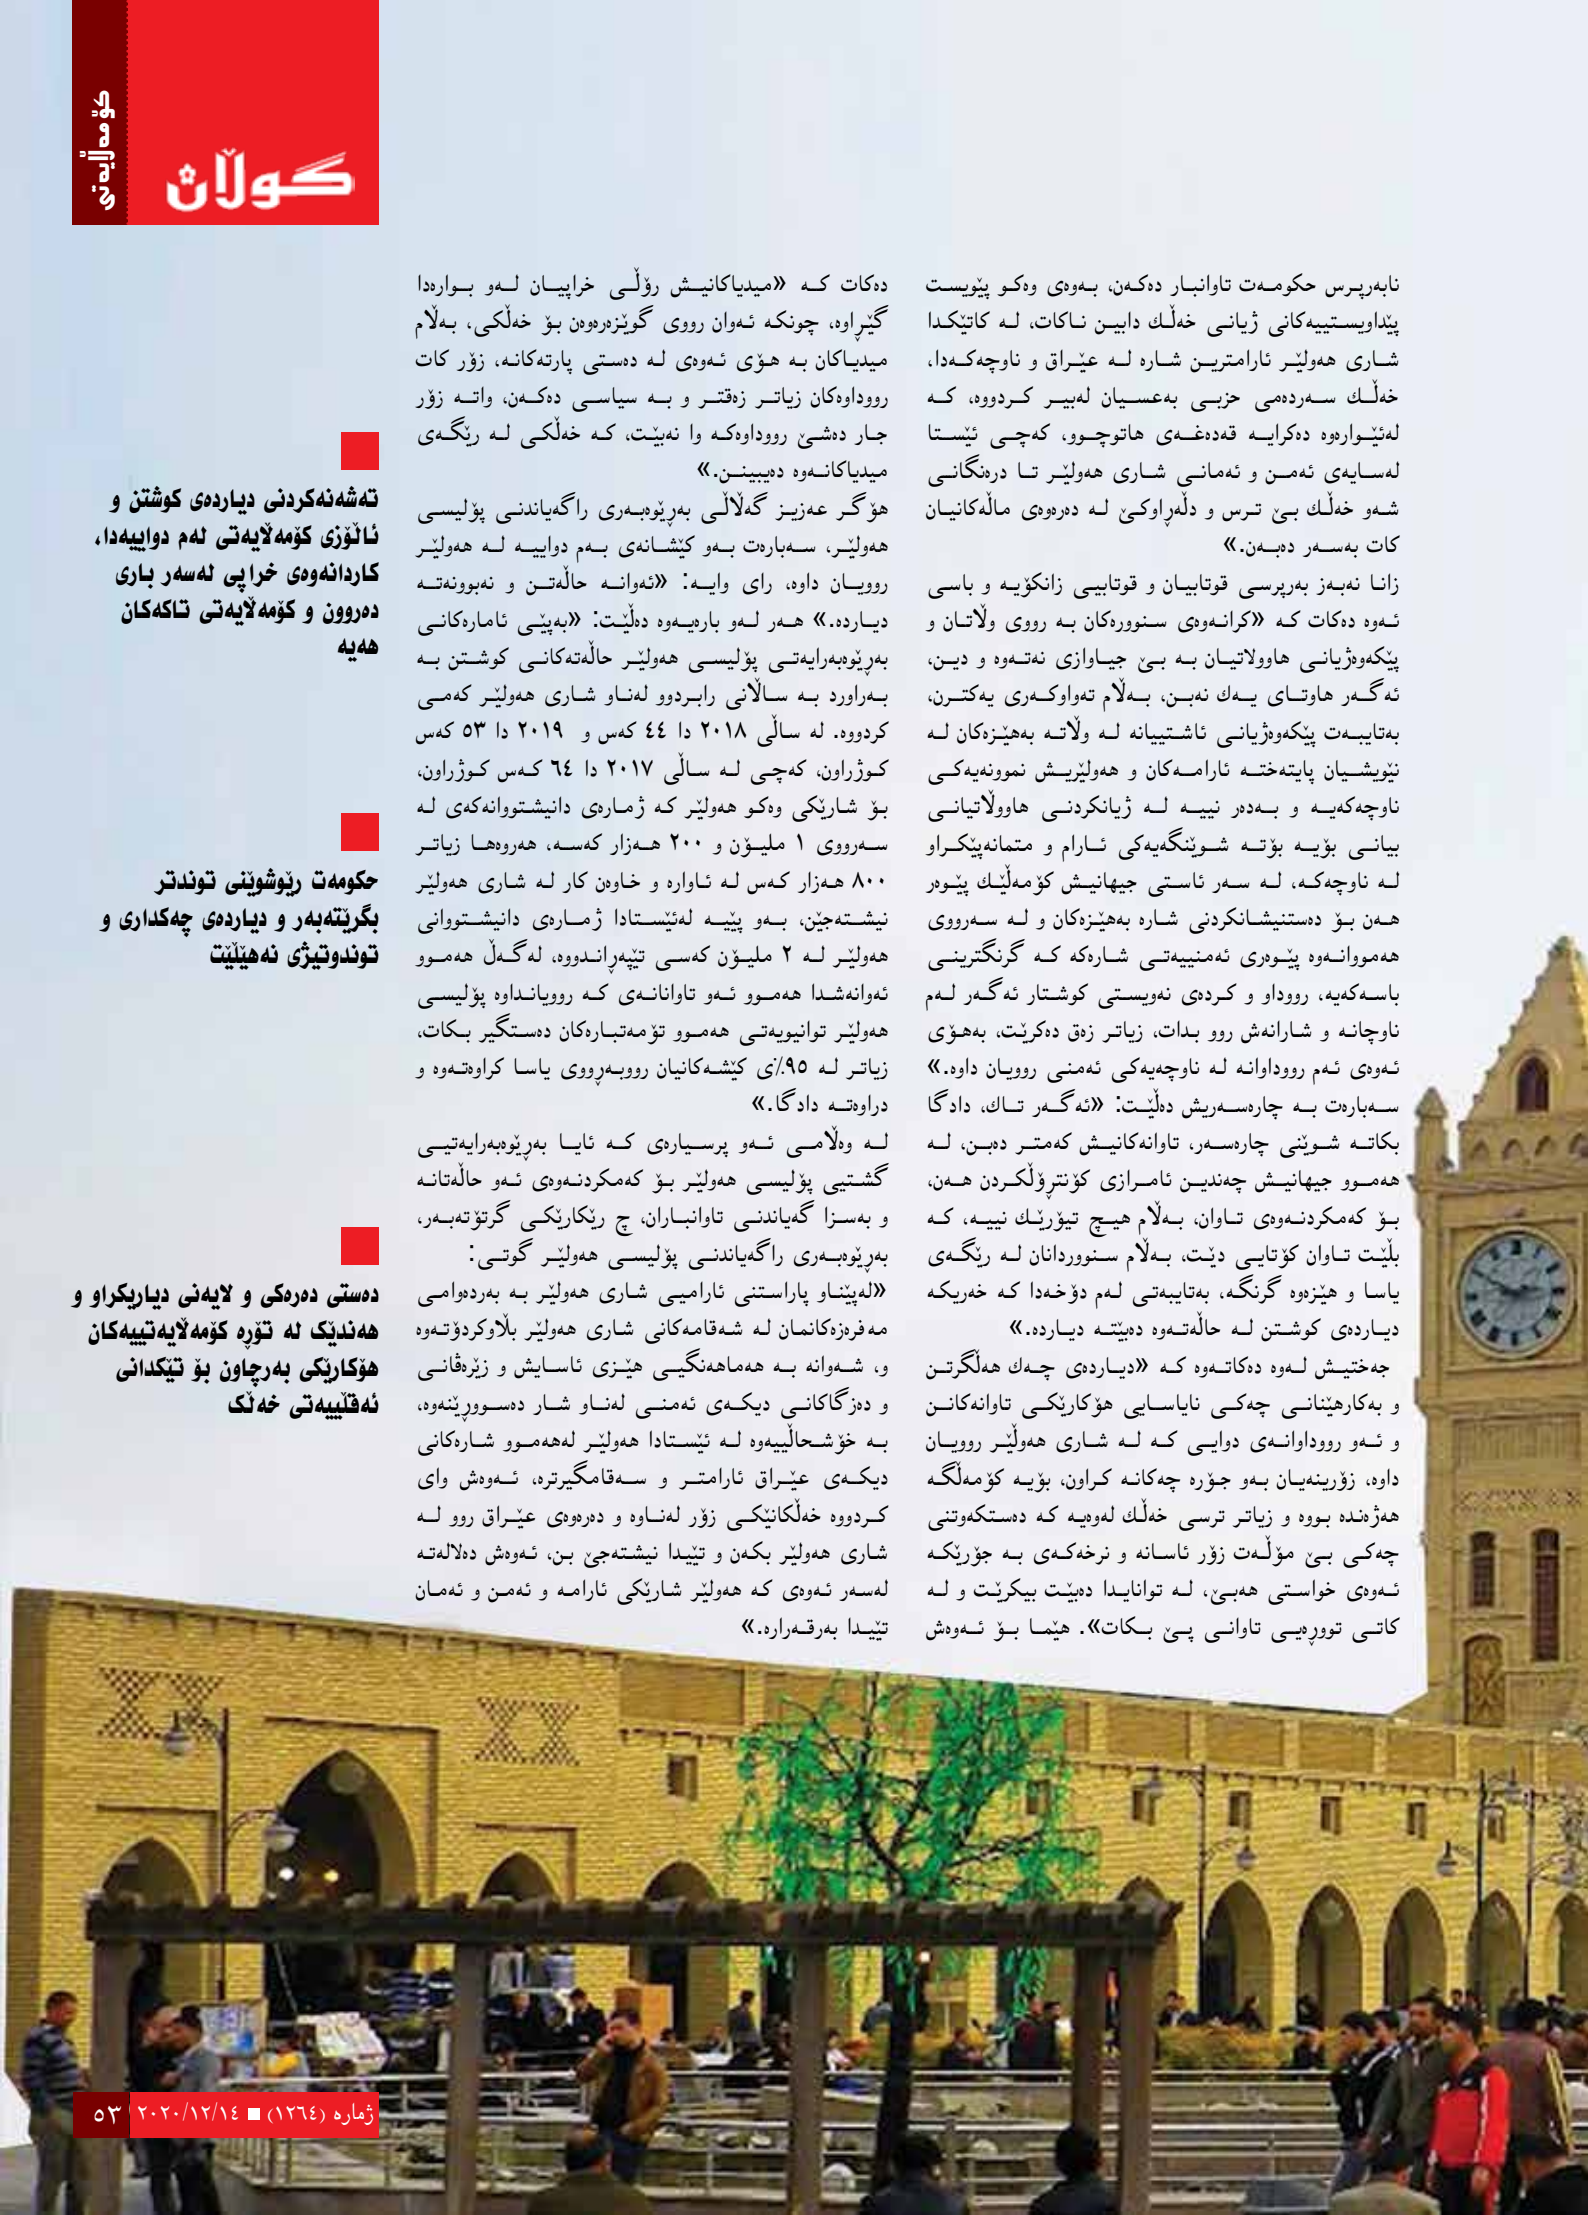 کۆمەڵایەتی
گوڵان
نابەرپرس حکومەت تاوانبار دەکەن، بەوەی وەکو پێویست
پێداویستییەکانی ژیانی خەڵك دابین ناکات، لە کاتێکدا
شاری هەولێر ئارامترین شارە لە عێراق و ناوچەکەدا،
خەڵك سەردەمی حزبی بەعسیان لەبیر کردووە، کە
لەئێوارەوە دەکرایە قەدەغەی هاتوچوو، کەچی ئێستا
لەسایەی ئەمن و ئەمانی شاری هەولێر تا درەنگانی
شەو خەڵك بێ ترس و دڵەڕاوکێ لە دەرەوەی ماڵەکانیان
کات بەسەر دەبەن.»
زانا نەبەز بەرپرسی قوتابیان و قوتابیی زانکۆیە و باسی
ئەوە دەکات کە «کرانەوەی سنوورەکان بە رووی وڵاتان و
پێکەوەژیانی هاوولاتیان بە بێ جیاوازی نەتەوە و دین،
ئەگەر هاوتای یەك نەبن، بەڵام تەواوکەری یەکترن،
بەتایبەت پێکەوەژیانی ئاشتییانە لە وڵاتە بەهێزەکان لە
نێویشیان پایتەختە ئارامەکان و هەولێریش نموونەیەکی
ناوچەکەیە و بەدەر نییە لە ژیانکردنی هاووڵاتیانی
بیانی بۆیە بۆتە شوێنگەیەکی ئارام و متمانەپێکراو
لە ناوچەکە، لە سەر ئاستی جیهانیش کۆمەڵێك پێوەر
هەن بۆ دەستنیشانکردنی شارە بەهێزەکان و لە سەرووی
هەمووانەوە پێوەری ئەمنییەتی شارەکە کە گرنگترینی
باسەکەیە، رووداو و کردەی نەویستی کوشتار ئەگەر لەم
ناوچانە و شارانەش روو بدات، زیاتر زەق دەکرێت، بەهۆی
ئەوەی ئەم رووداوانە لە ناوچەیەکی ئەمنی روویان داوە.»
سەبارەت بە چارەسەریش دەڵێت: «ئەگەر تاك، دادگا
بکاتە شوێنی چارەسەر، تاوانەکانیش کەمتر دەبن، لە
هەموو جیهانیش چەندین ئامرازی کۆنترۆڵکردن هەن،
بۆ کەمکردنەوەی تاوان، بەڵام هیچ تیۆرێك نییە، کە
بڵێت تاوان کۆتایی دێت، بەڵام سنووردانان لە رێگەی
یاسا و هێزەوە گرنگە، بەتایبەتی لەم دۆخەدا کە خەریکە
دیاردەی کوشتن لە حاڵەتەوە دەبێتە دیاردە.»
جەختیش لەوە دەکاتەوە کە «دیاردەی چەك هەڵگرتن
و بەکارهێنانی چەکی نایاسایی هۆکارێکی تاوانەکانن
و ئەو رووداوانەی دوایی کە لە شاری هەوڵێر روویان
داوە، زۆرینەیان بەو جۆرە چەکانە کراون، بۆیە کۆمەڵگە
هەژەندە بووە و زیاتر ترسی خەڵك لەوەیە کە دەستکەوتنی
چەکی بێ مۆڵەت زۆر ئاسانە و نرخەکەی بە جۆرێکە
ئەوەی خواستی هەبێ، لە توانایدا دەبێت بیکرێت و لە
کاتی توورەیی تاوانی پێ بکات». هێما بۆ ئەوەش
دەکات کە «میدیاکانیش رۆڵی خراپیان لەو بوارەدا
گێراوە، چونکە ئەوان رووی گوێزەرەوەن بۆ خەڵکی، بەڵام
میدیاکان بە هۆی ئەوەی لە دەستی پارتەکانە، زۆر کات
رووداوەکان زیاتر زەقتر و بە سیاسی دەکەن، واتە زۆر
جار دەشێ رووداوەکە وا نەبێت، کە خەڵکی لە رێگەی
میدیاکانەوە دەیبینن.»
هۆگر عەزیز گەڵاڵی بەرێوەبەری راگەیاندنی پۆلیسی
هەولێر، سەبارەت بەو کێشانەی بەم دواییە لە هەولێر
روویان داوە، رای وایە: «ئەوانە حاڵەتن و نەبوونەتە
دیاردە.» هەر لەو بارەیەوە دەڵێت: «بەپێی ئامارەکانی
بەرێوەبەرایەتی پۆلیسی هەولێر حاڵەتەکانی کوشتن بە
بەراورد بە ساڵانی رابردوو لەناو شاری هەولێر کەمی
کردووە. لە ساڵی ٢٠١٨ دا ٤٤ کەس و ٢٠١٩ دا ٥٣ کەس
کوژراون، کەچی لە ساڵی ٢٠١٧ دا ٦٤ کەس کوژراون،
بۆ شارێکی وەکو هەولێر کە ژمارەی دانیشتووانەکەی لە
سەرووی ١ ملیۆن و ٢٠٠ هەزار کەسە، هەروەها زیاتر
٨٠٠ هەزار کەس لە ئاوارە و خاوەن کار لە شاری هەولێر
نیشتەجێن، بەو پێیە لەئێستادا ژمارەی دانیشتووانی
هەولێر لە ٢ ملیۆن کەسی تێپەڕاندووە، لەگەڵ هەموو
ئەوانەشدا هەموو ئەو تاوانانەی کە روویانداوە پۆلیسی
هەولێر توانیویەتی هەموو تۆمەتبارەکان دەستگیر بکات،
زیاتر لە ٩٥٪ی کێشەکانیان رووبەڕووی یاسا کراوەتەوە و
دراوەتە دادگا.»
لە وەڵامی ئەو پرسیارەی کە ئایا بەرێوەبەرایەتیی
گشتیی پۆلیسی هەولێر بۆ کەمکردنەوەی ئەو حاڵەتانە
و بەسزا گەیاندنی تاوانباران، چ رێکارێکی گرتۆتەبەر،
بەرێوەبەری راگەیاندنی پۆلیسی هەولێر گوتی:
«لەپێناو پاراستنی ئارامیی شاری هەولێر بە بەردەوامی
مەفرەزەکانمان لە شەقامەکانی شاری هەولێر بڵاوکردۆتەوە
و، شەوانە بە هەماهەنگیی هێزی ئاسایش و زێرەڤانی
و دەزگاکانی دیکەی ئەمنی لەناو شار دەسوورێنەوە،
بە خۆشحاڵییەوە لە ئێستادا هەولێر لەهەموو شارەکانی
دیکەی عێراق ئارامتر و سەقامگیرترە، ئەوەش وای
کردووە خەڵکانێکی زۆر لەناوە و دەرەوەی عێراق روو لە
شاری هەولێر بکەن و تێیدا نیشتەجێ بن، ئەوەش دەلالەتە
لەسەر ئەوەی کە هەولێر شارێکی ئارامە و ئەمن و ئەمان
تێیدا بەرقەرارە.»
تەشەنەکردنی دیاردەی کوشتن و
ئاڵۆزی کۆمەڵایەتی لەم دواییەدا،
کاردانەوەی خراپی لەسەر باری
دەروون و کۆمەڵایەتی تاکەکان
هەیە
حکومەت رێوشوێنی توندتر
بگرێتەبەر و دیاردەی چەکداری و
توندوتیژی نەهێڵێت
دەستی دەرەکی و لایەنی دیاریکراو و
هەندێک لە تۆڕە کۆمەڵایەتییەکان
هۆکارێکی بەرچاون بۆ تێکدانی
ئەقڵییەتی خەڵک
ژمارە (١٢٦٤) ■ ٢٠٢٠/١٢/١٤ ٥٣